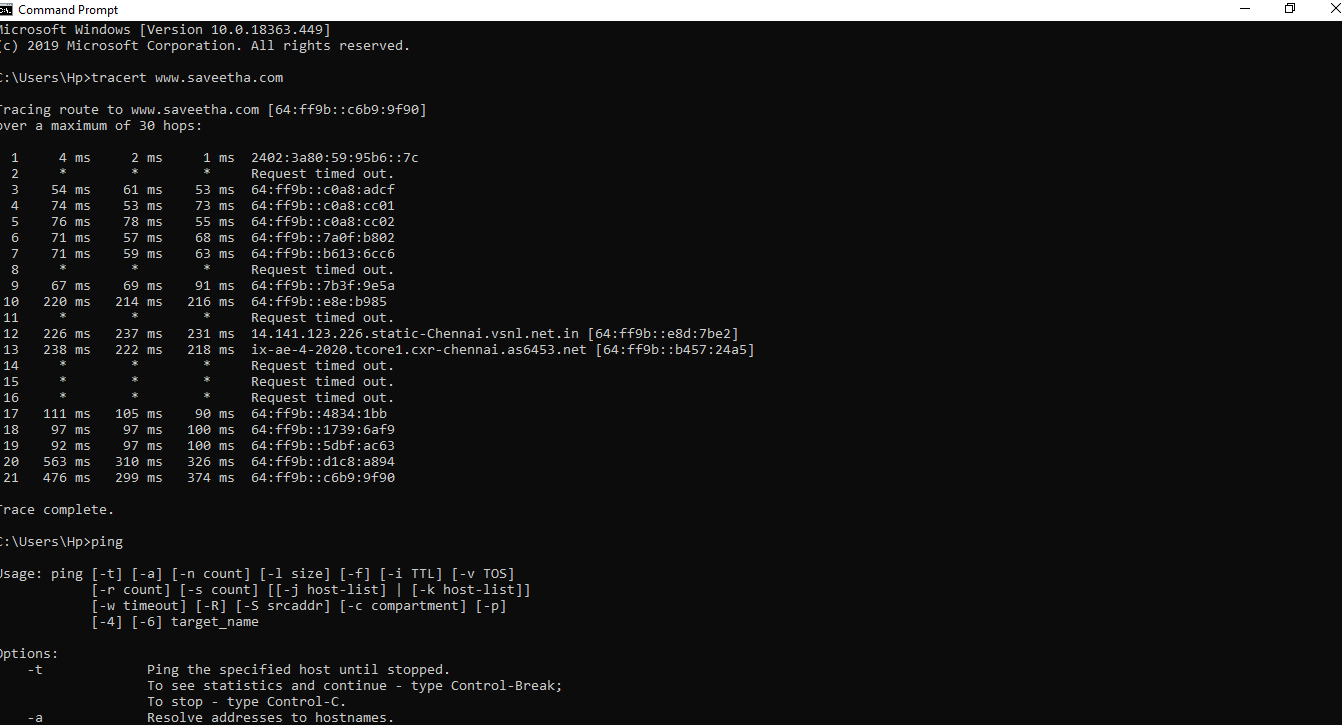 Command Prompt
Microsoft Windows [Version 10.0.18363.449]
(c) 2019 Microsoft Corporation. All rights reserved.
C:\Users\Hp>tracert www.saveetha.com
Tracing route to www.saveetha.com [64:ff9b::c6b9:9f90]
over a maximum of 30 hops:
1 4 ms 2 ms 1 ms 2402:3a80:59:95b6::7c
2 * * * Request timed out.
3 54 ms 61 ms 53 ms 64:ff9b::c0a8:adcf
4 74 ms 53 ms 73 ms 64:ff9b::c0a8:cc01
5 76 ms 78 ms 55 ms 64:ff9b::c0a8:cc02
6 71 ms 57 ms 68 ms 64:ff9b::7a0f:b802
7 71 ms 59 ms 63 ms 64:ff9b::b613:6cc6
8 * * * Request timed out.
9 67 ms 69 ms 91 ms 64:ff9b::7b3f:9e5a
10 220 ms 214 ms 216 ms 64:ff9b::e8e:b985
11 * * * Request timed out.
12 226 ms 237 ms 231 ms 14.141.123.226.static-Chennai.vsnl.net.in [64:ff9b::e8d:7be2]
13 238 ms 222 ms 218 ms ix-ae-4-2020.tcore1.cxr-chennai.as6453.net [64:ff9b::b457:24a5]
14 * * * Request timed out.
15 * * * Request timed out.
16 * * * Request timed out.
17 111 ms 105 ms 90 ms 64:ff9b::4834:1bb
18 97 ms 97 ms 100 ms 64:ff9b::1739:6af9
19 92 ms 97 ms 100 ms 64:ff9b::5dbf:ac63
20 563 ms 310 ms 326 ms 64:ff9b::d1c8:a894
21 476 ms 299 ms 374 ms 64:ff9b::c6b9:9f90
Trace complete.
C:\Users\Hp>ping
Usage: ping [-t] [-a] [-n count] [-l size] [-f] [-i TTL] [-v TOS]
[-r count] [-s count] [[-j host-list] | [-k host-list]]
[-w timeout] [-R] [-S srcaddr] [-c compartment] [-p]
[-4] [-6] target_name
Options:
-t Ping the specified host until stopped.
To see statistics and continue - type Control-Break;
To stop - type Control-C.
-a Resolve addresses to hostnames.